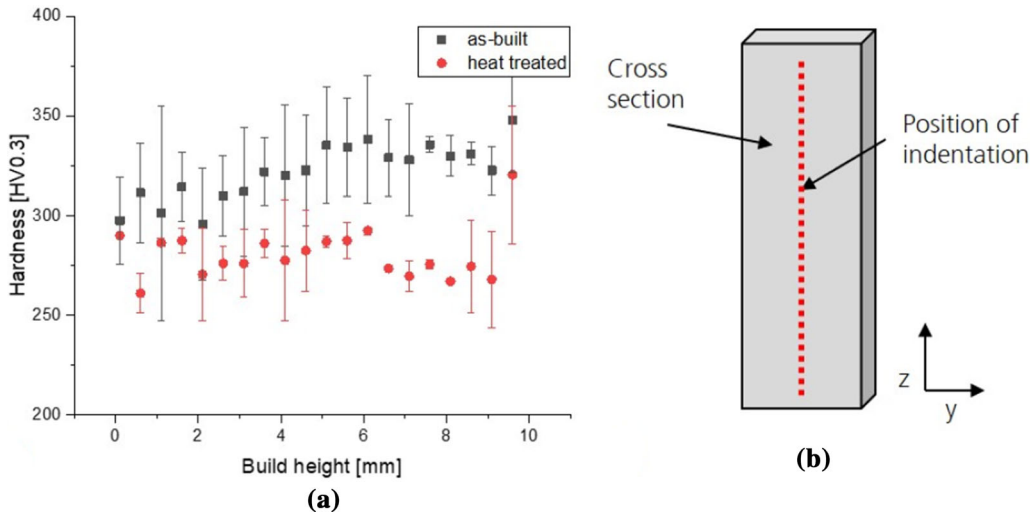 400
350
300
250
200
Hardness [HV0.3]
as-built
heat treated
0
2
4
6
8
10
Build height [mm]
(a)
Cross
section
Position of
indentation
z
y
(b)